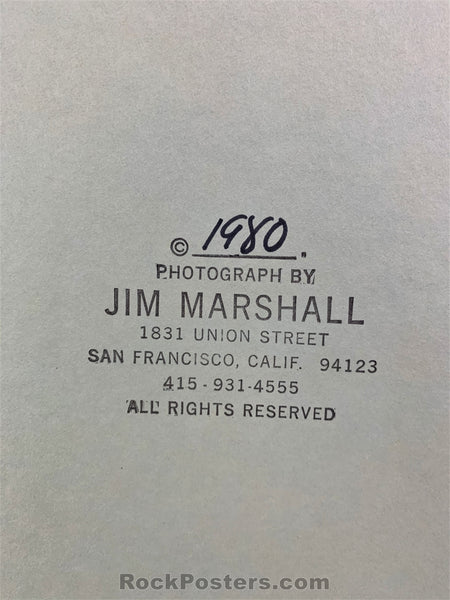 © 1980.
PHOTOGRAPH BY
JIM MARSHALL
1831 UNION STREET
SAN FRANCISCO, CALIF. 94123
415-931-4555
ALL RIGHTS RESERVED
RockPosters.com